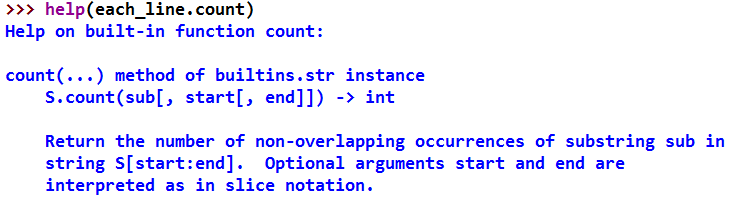 >>> help(each_line.count)
Help on built-in function count:

count(...) method of builtins.str instance
    S.count(sub[, start[, end]]) -> int

    Return the number of non-overlapping occurrences of substring sub in
    string S[start:end].  Optional arguments start and end are
    interpreted as in slice notation.